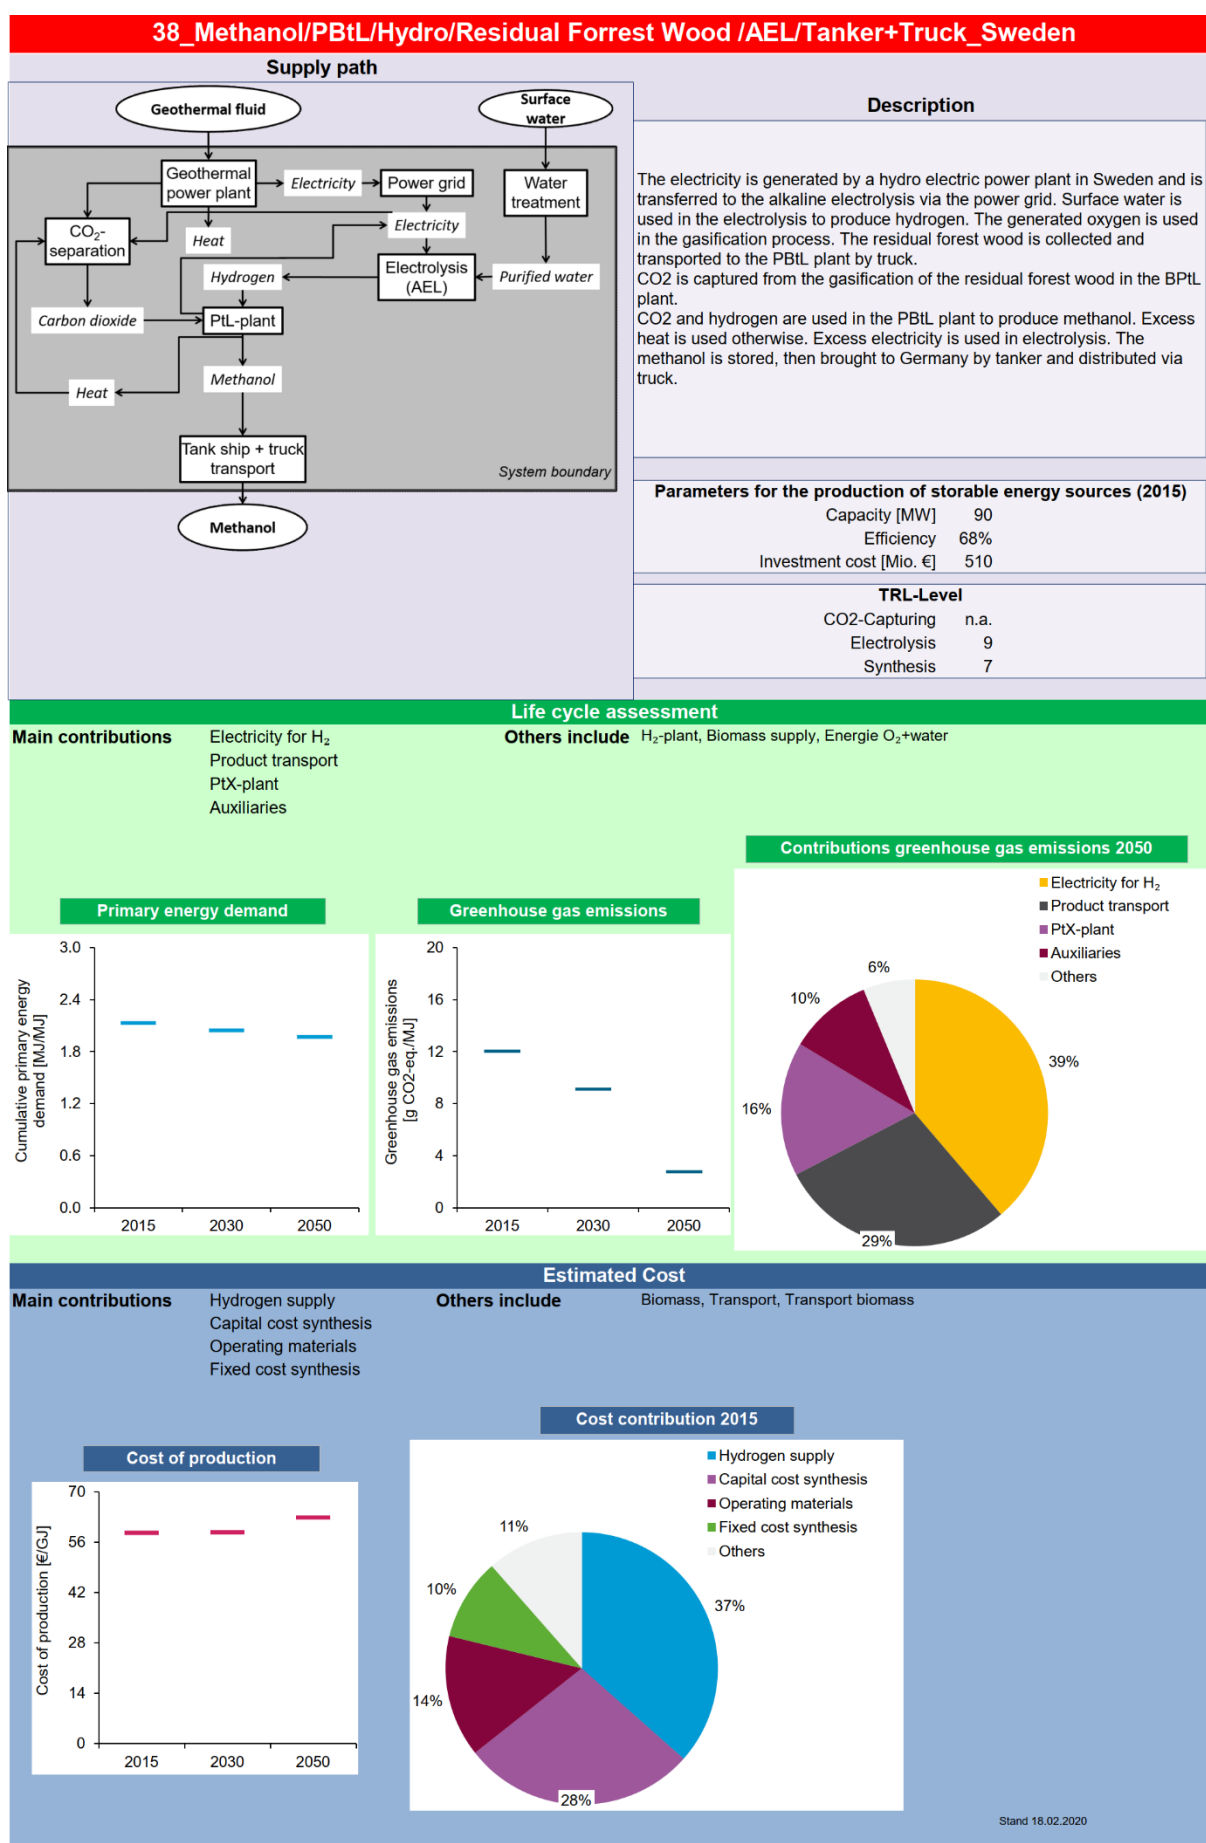 38_Methanol/PBtL/Hydro/Residual Forrest Wood /AEL/Tanker+Truck_Sweden
Supply path
Geothermal fluid
Surface
water
Geothermal
power plant
Electricity
Power grid
Water
treatment
CO₂-
separation
Heat
Electricity
Hydrogen
Electrolysis
(AEL)
Purified water
Carbon dioxide
PtL-plant
Heat
Methanol
Tank ship + truck
transport
System boundary
Methanol
Description
The electricity is generated by a hydro electric power plant in Sweden and is
transferred to the alkaline electrolysis via the power grid. Surface water is
used in the electrolysis to produce hydrogen. The generated oxygen is used
in the gasification process. The residual forest wood is collected and
transported to the PBtL plant by truck.
CO2 is captured from the gasification of the residual forest wood in the BPtL
plant.
CO2 and hydrogen are used in the PBtL plant to produce methanol. Excess
heat is used otherwise. Excess electricity is used in electrolysis. The
methanol is stored, then brought to Germany by tanker and distributed via
truck.
Parameters for the production of storable energy sources (2015)
Capacity [MW] 90
Efficiency 68%
Investment cost [Mio. €] 510
TRL-Level
CO2-Capturing n.a.
Electrolysis 9
Synthesis 7
Life cycle assessment
Main contributions Electricity for H₂ Others include H₂-plant, Biomass supply, Energie O₂+water
Product transport
PtX-plant
Auxiliaries
Primary energy demand
Cumulative primary energy
demand [MJ/MJ]
3.0
2.4
1.8
1.2
0.6
0.0
2015 2030 2050
Greenhouse gas emissions
Greenhouse gas emissions
[g CO2-eq./MJ]
20
16
12
8
4
0
2015 2030 2050
Contributions greenhouse gas emissions 2050
Electricity for H₂
Product transport
PtX-plant
Auxiliaries
Others
6%
10%
39%
16%
29%
Estimated Cost
Main contributions Hydrogen supply Others include Biomass, Transport, Transport biomass
Capital cost synthesis
Operating materials
Fixed cost synthesis
Cost of production
Cost of production [€/GJ]
70
56
42
28
14
0
2015 2030 2050
Cost contribution 2015
Hydrogen supply
Capital cost synthesis
Operating materials
Fixed cost synthesis
Others
11%
10%
37%
14%
28%
Stand 18.02.2020